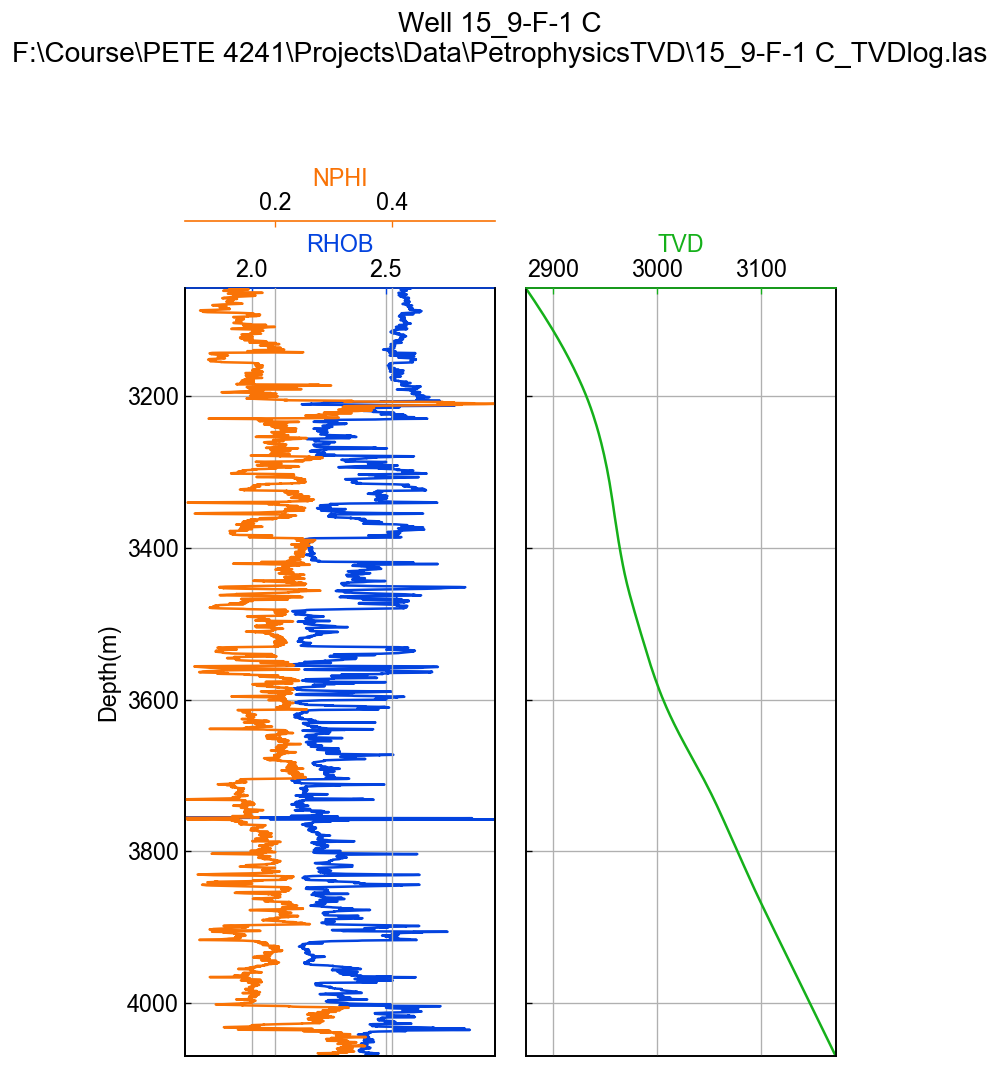 Well 15_9-F-1 C
F:\Course\PETE 4241\Projects\Data\PetrophysicsTVD\15_9-F-1 C_TVDlog.las
NPHI
0.2 0.4
RHOB
2.0 2.5
TVD
2900 3000 3100
Depth(m)
3200
3400
3600
3800
4000